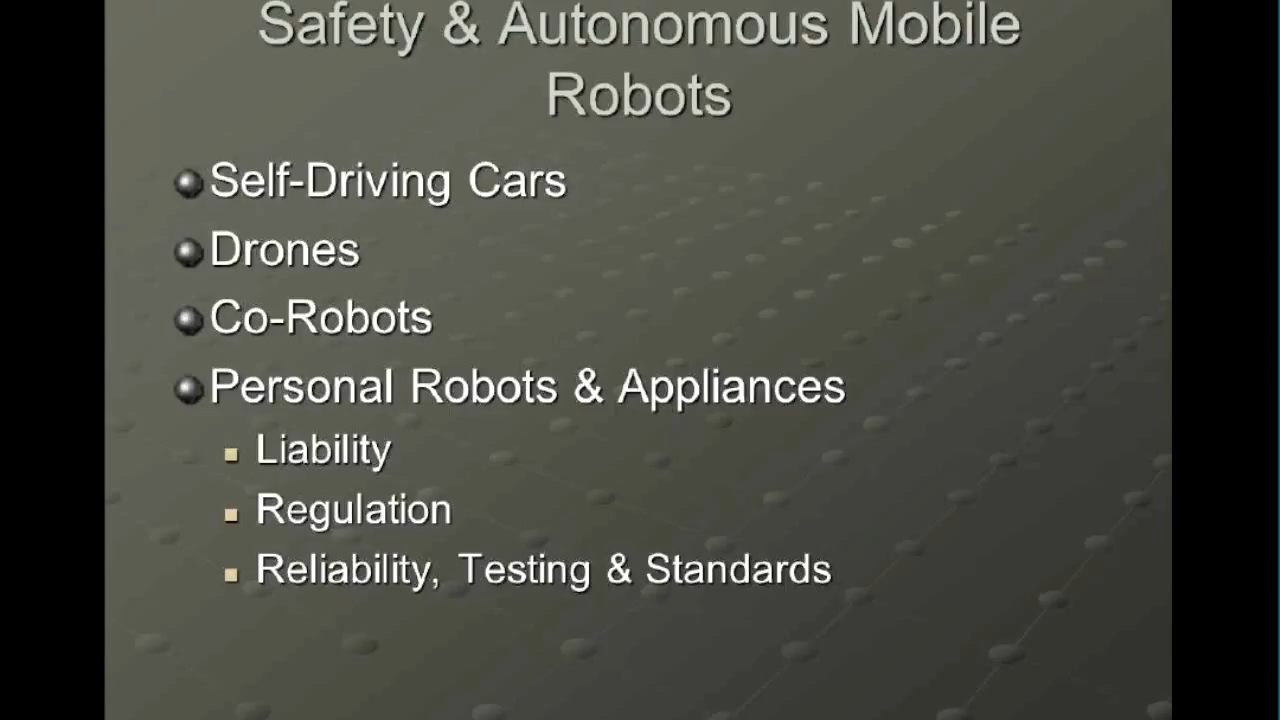 Safety & Autonomous Mobile
Robots
Self-Driving Cars
Drones
Co-Robots
Personal Robots & Appliances
Liability
Regulation
Reliability, Testing & Standards